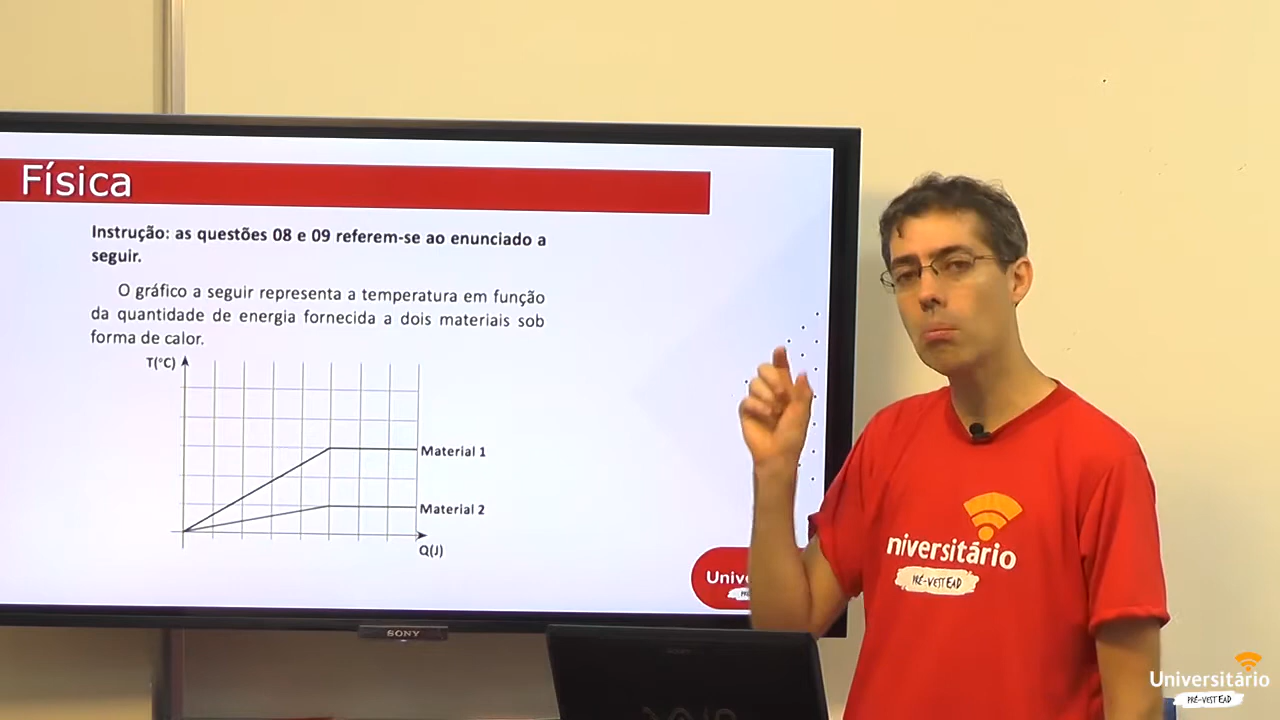 Física
Instrução: as questões 08 e 09 referem-se ao enunciado a
seguir.
O gráfico a seguir representa a temperatura em função
da quantidade de energia fornecida a dois materiais sob
forma de calor.
T(°C)
Material 1
Material 2
Q(J)
Unive
SONY
niversitário
PRÉ-VEST EAD
Universitário
PRÉ-VEST EAD